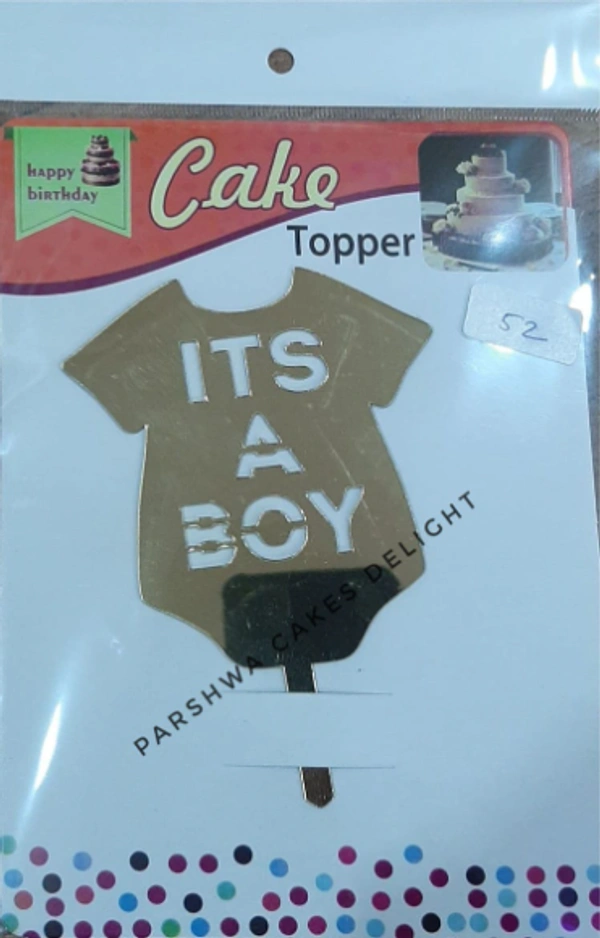 happy
birthday
Cake
Topper
52
ITS
A
BOY
PARSHWA CAKES DELIGHT